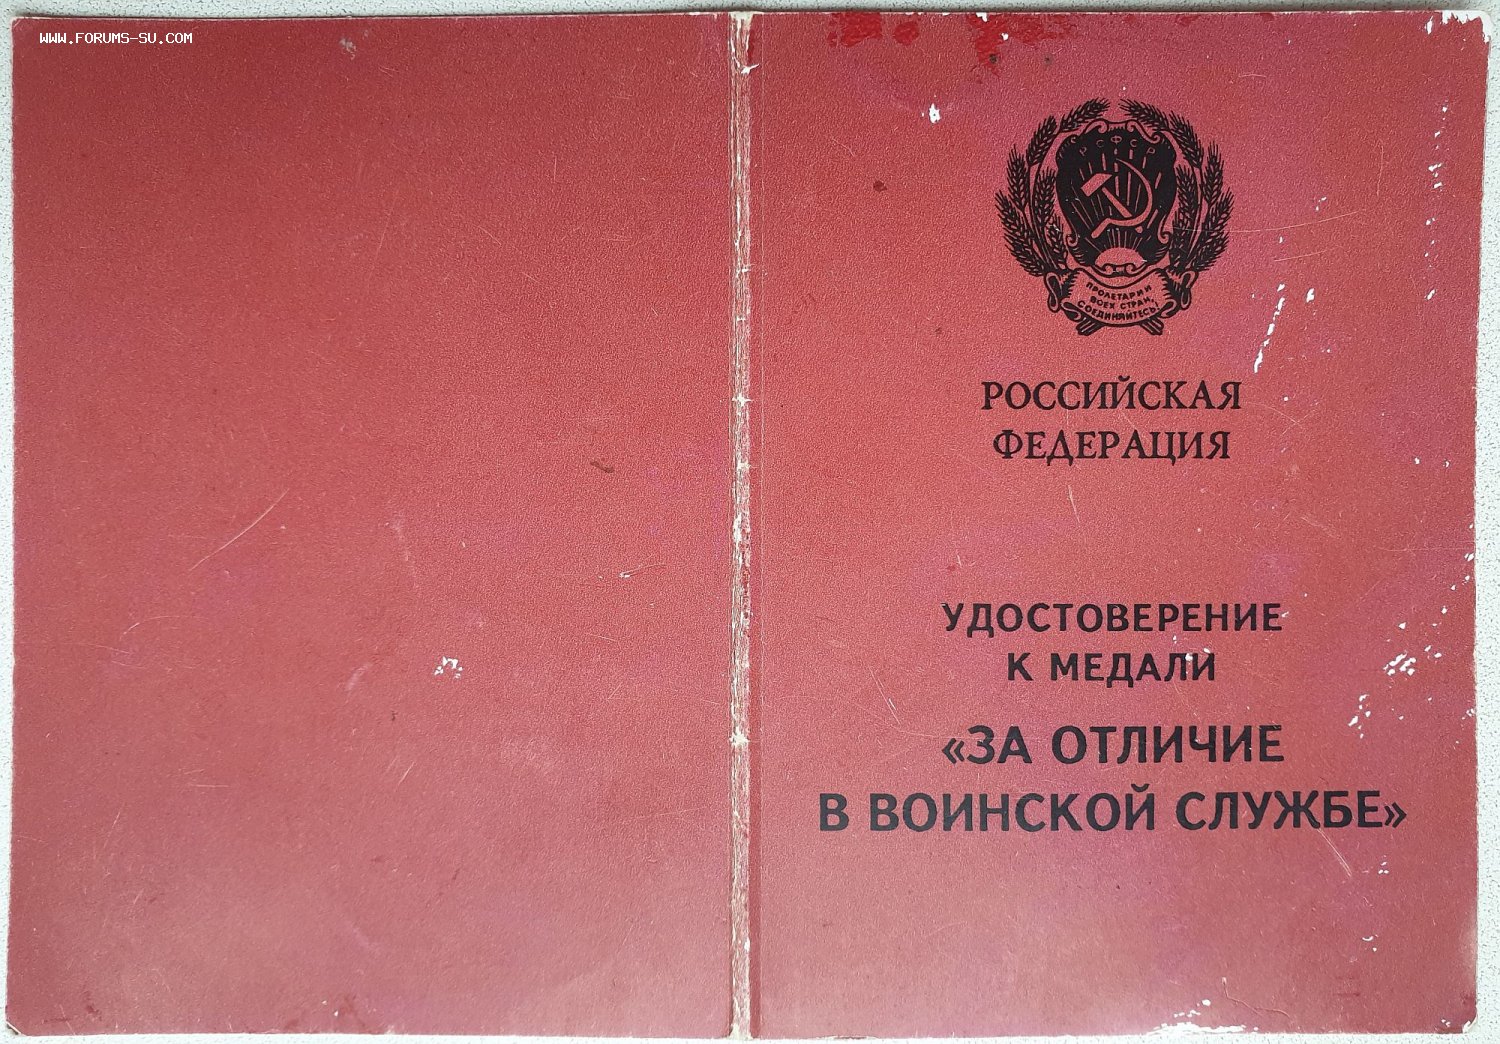 WWW.FORUMS-SU.COM
РСФСР
ПРОЛЕТАРИИ
ВСЕХ СТРАН,
СОЕДИНЯЙТЕСЬ!
РОССИЙСКАЯ
ФЕДЕРАЦИЯ
УДОСТОВЕРЕНИЕ
К МЕДАЛИ
«ЗА ОТЛИЧИЕ
В ВОИНСКОЙ СЛУЖБЕ»